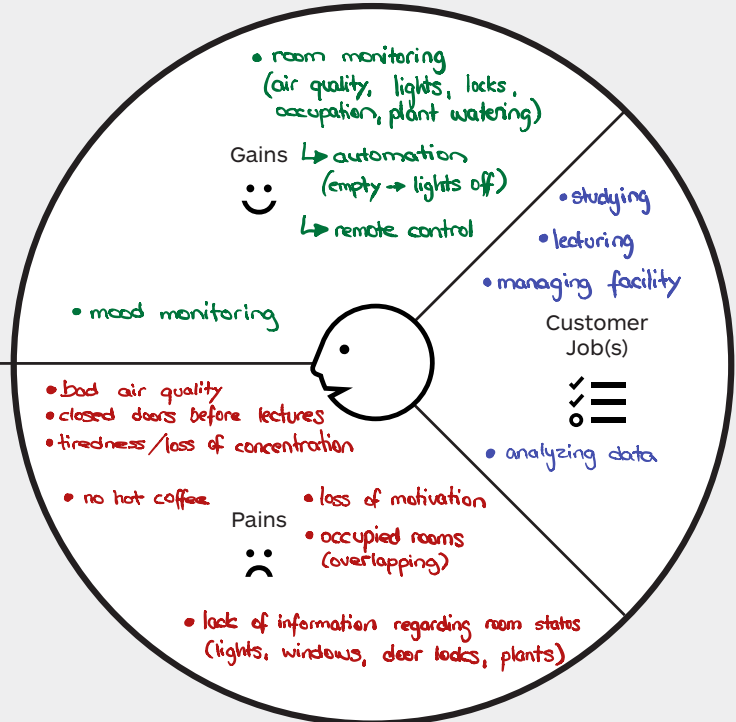 • room monitoring
(air quality, lights, locks,
occupation, plant watering)
Gains
↳ automation
(empty → lights off)
↳ remote control
• mood monitoring
• studying
• lecturing
• managing facility
Customer
Job(s)
• analyzing data
• bad air quality
• closed doors before lectures
• tiredness/loss of concentration
• no hot coffee
Pains
• loss of motivation
• occupied rooms
(overlapping)
• lack of information regarding room status
(lights, windows, door locks, plants)